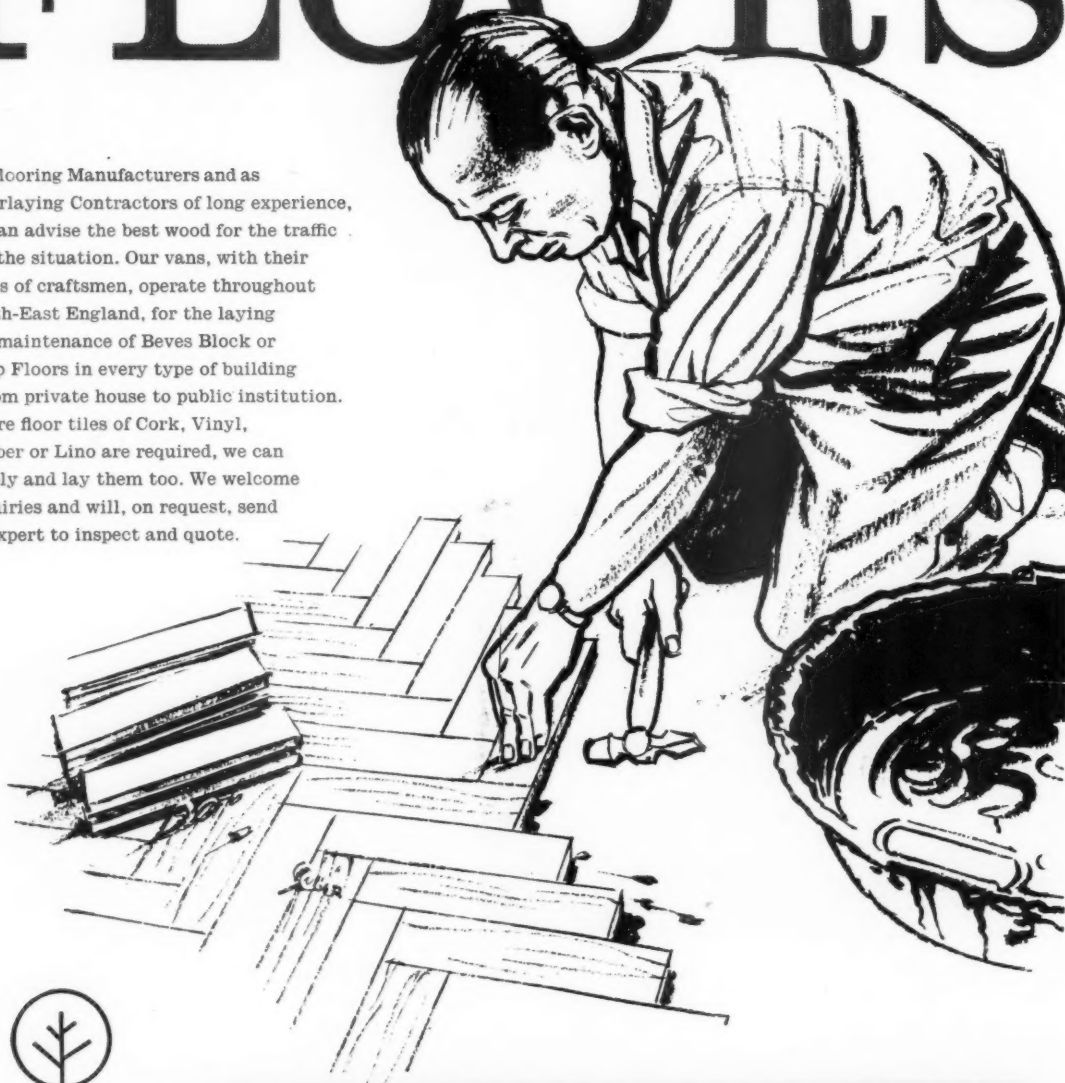 FLOORS
looring Manufacturers and as
rlaying Contractors of long experience,
an advise the best wood for the traffic
the situation. Our vans, with their
s of craftsmen, operate throughout
h-East England, for the laying
maintenance of Beves Block or
p Floors in every type of building
om private house to public institution.
re floor tiles of Cork, Vinyl,
ber or Lino are required, we can
ly and lay them too. We welcome
iries and will, on request, send
xpert to inspect and quote.